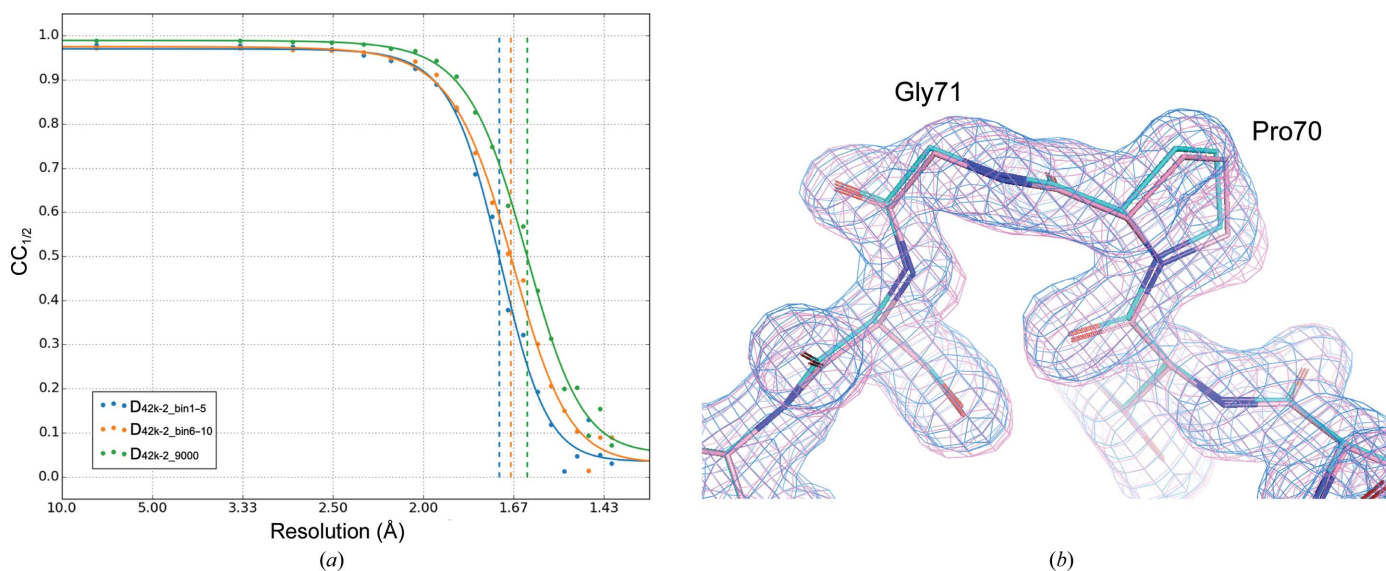 1.0
0.9
0.8
0.7
0.6
0.5
0.4
0.3
0.2
0.1
0.0
CC1/2
D42k-2_bin1–5
D42k-2_bin6–10
D42k-2_9000
10.0 5.00 3.33 2.50 2.00 1.67 1.43
Resolution (Å)
(a)
Gly71
Pro70
(b)